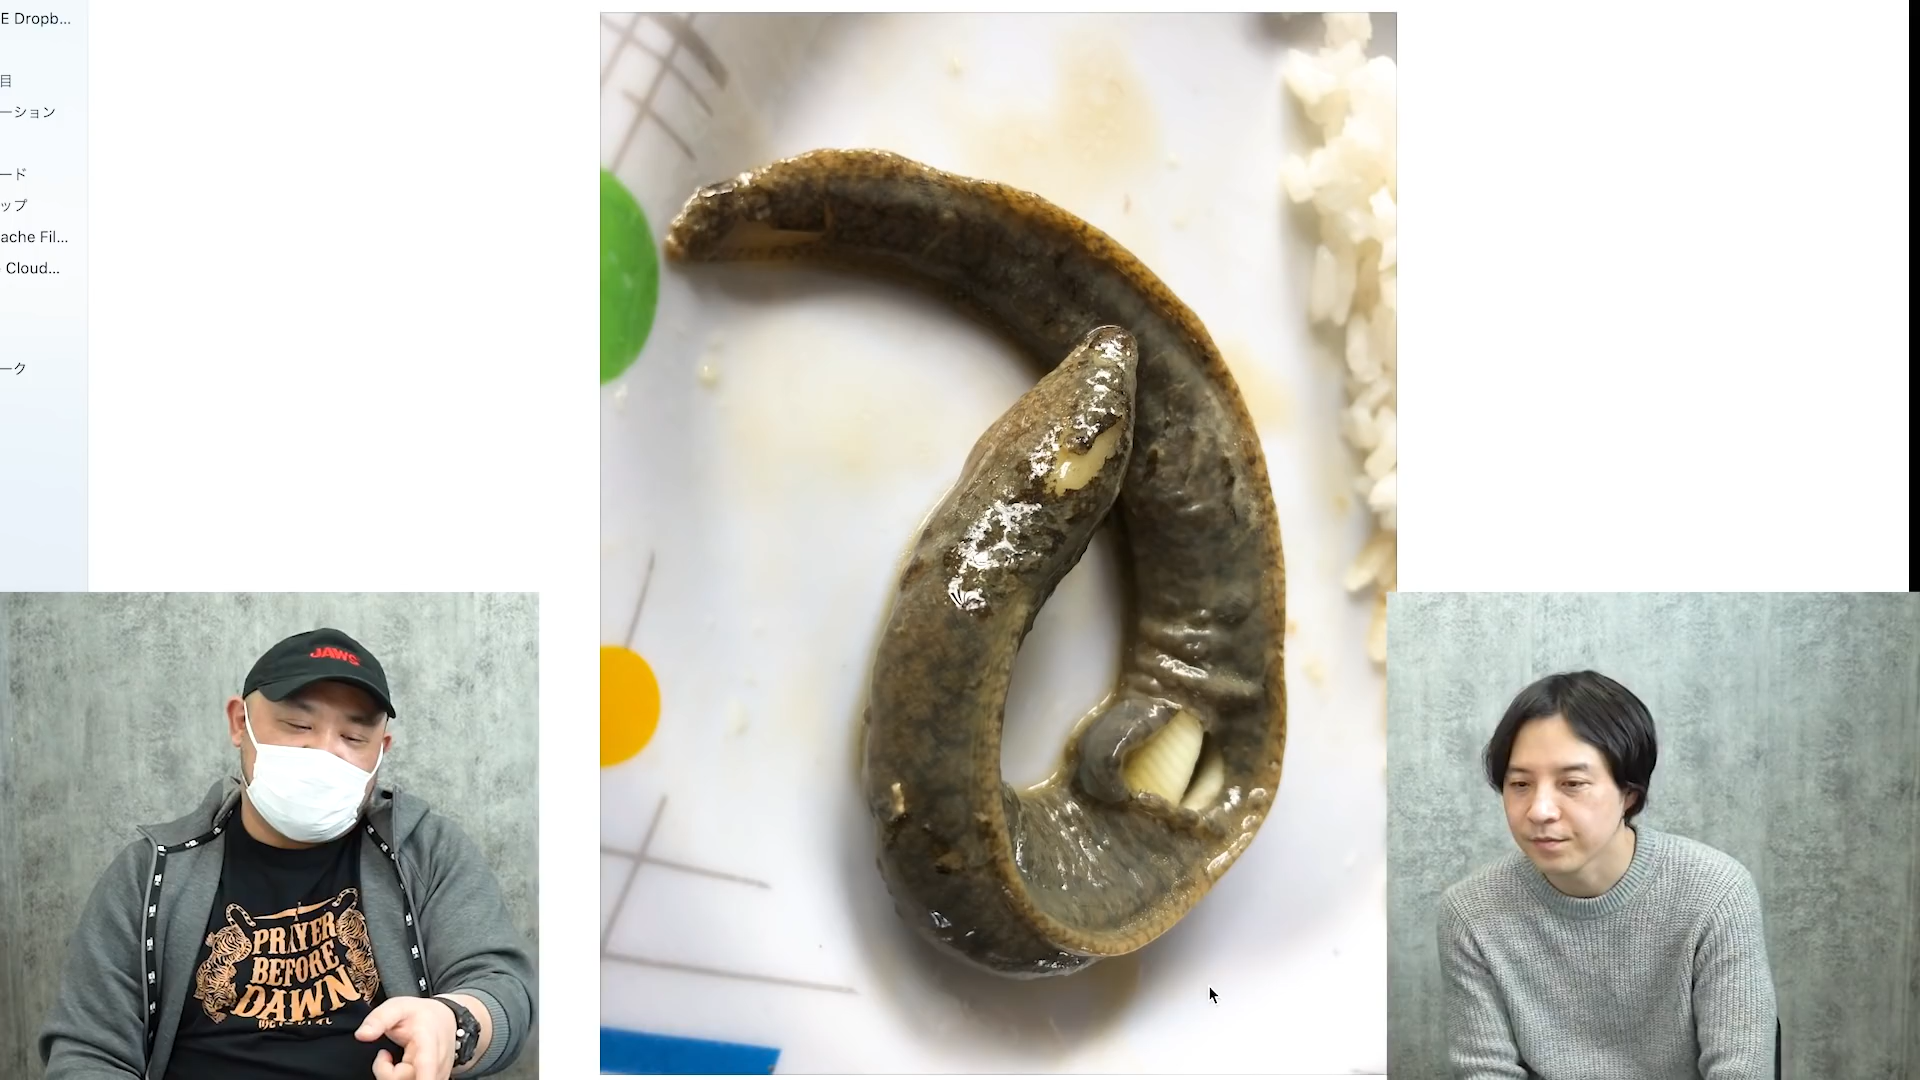 E Dropb...
目
ーション
ード
ップ
ache Fil...
Cloud...
ーク
JAWS
PRAYER
BEFORE
DAWN